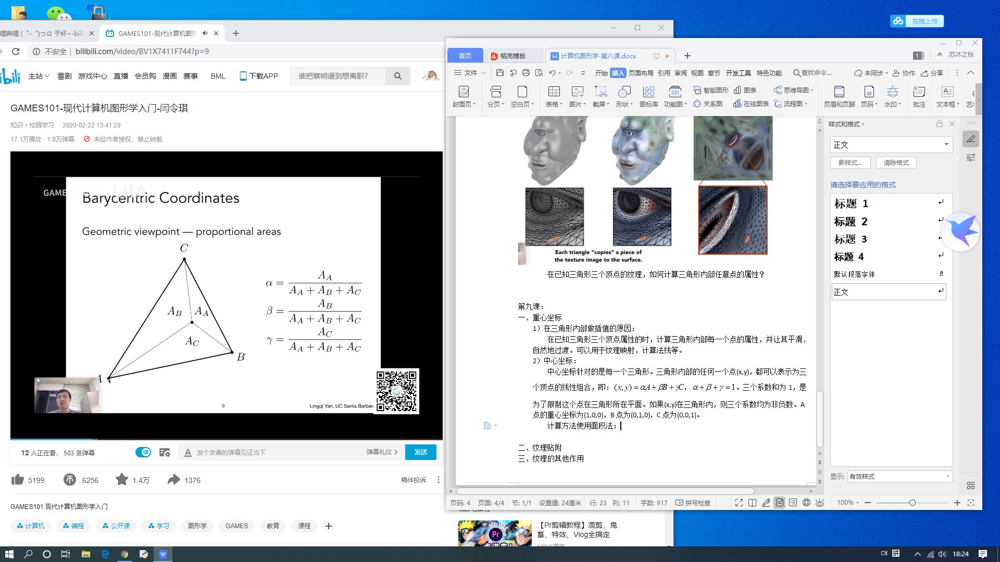 哩哔哩 (゜-゜)つロ 干杯~-bili
GAMES101-现代计算机图形
不安全
bilibili.com/video/BV1X7411F744?p=9
主站
番剧
游戏中心
直播
会员购
漫画
赛事
BML
下载APP
谁把蔡明逼到想离职?
GAMES101-现代计算机图形学入门-闫令琪
知识 > 校园学习 2020-02-22 13:41:29
17.1万播放 · 1.0万弹幕 未经作者授权，禁止转载
GAME
Barycentric Coordinates
Geometric viewpoint — proportional areas
C
A_B A_A
A_C
B
A
α = A_A / (A_A + A_B + A_C)
β = A_B / (A_A + A_B + A_C)
γ = A_C / (A_A + A_B + A_C)
9
Lingqi Yan, UC Santa Barbar
12 人正在看， 503 条弹幕
弹
发个友善的弹幕见证当下
弹幕礼仪 >
发送
5199
6256
1.4万
1376
稿件投诉
GAMES101 现代计算机图形学入门
计算机
编程
公开课
学习
图形学
GAMES
教育
课程
【Pr剪辑教程】混剪、鬼
畜、特效、Vlog全搞定
Pr
拖拽上传
首页
稻壳模板
计算机图形学-第八课.docx
1
苏沐之秋
文件
开始
插入
页面布局
引用
审阅
视图
章节
开发工具
特色功能
查找命令...
未同步
协作
分享
封面页
分页
空白页
表格
图片
截屏
形状
图标库
功能图
智能图形
图表
关系图
在线图表
思维导图
流程图
页眉和页脚
页码
水印
批注
文本框
Each triangle "copies" a piece of
the texture image to the surface.
在已知三角形三个顶点的纹理，如何计算三角形内部任意点的属性？
第九课：
一、重心坐标
1）在三角形内部做插值的原因：
在已知三角形三个顶点属性的时，计算三角形内部每一个点的属性，并让其平滑、
自然地过渡。可以用于纹理映射，计算法线等。
2）中心坐标：
中心坐标针对的是每一个三角形。三角形内部的任何一个点(x,y)，都可以表示为三
个顶点的线性组合，即：(x, y) = αA + βB + γC， α + β + γ = 1。三个系数和为 1，是
为了限制这个点在三角形所在平面。如果(x,y)在三角形内，则三个系数均为非负数。A
点的重心坐标为(1,0,0)，B 点为(0,1,0)，C 点为(0,0,1)。
计算方法使用面积法：
二、纹理贴附
三、纹理的其他作用
样式和格式
正文
新样式...
清除格式
请选择要应用的格式
标题 1
标题 2
标题 3
标题 4
默认段落字体
a
正文
显示:
有效样式
页码: 4
页面: 4/4
节: 1/1
设置值: 24厘米
行: 23
列: 11
字数: 917
拼写检查
100%
CH
拼
18:24